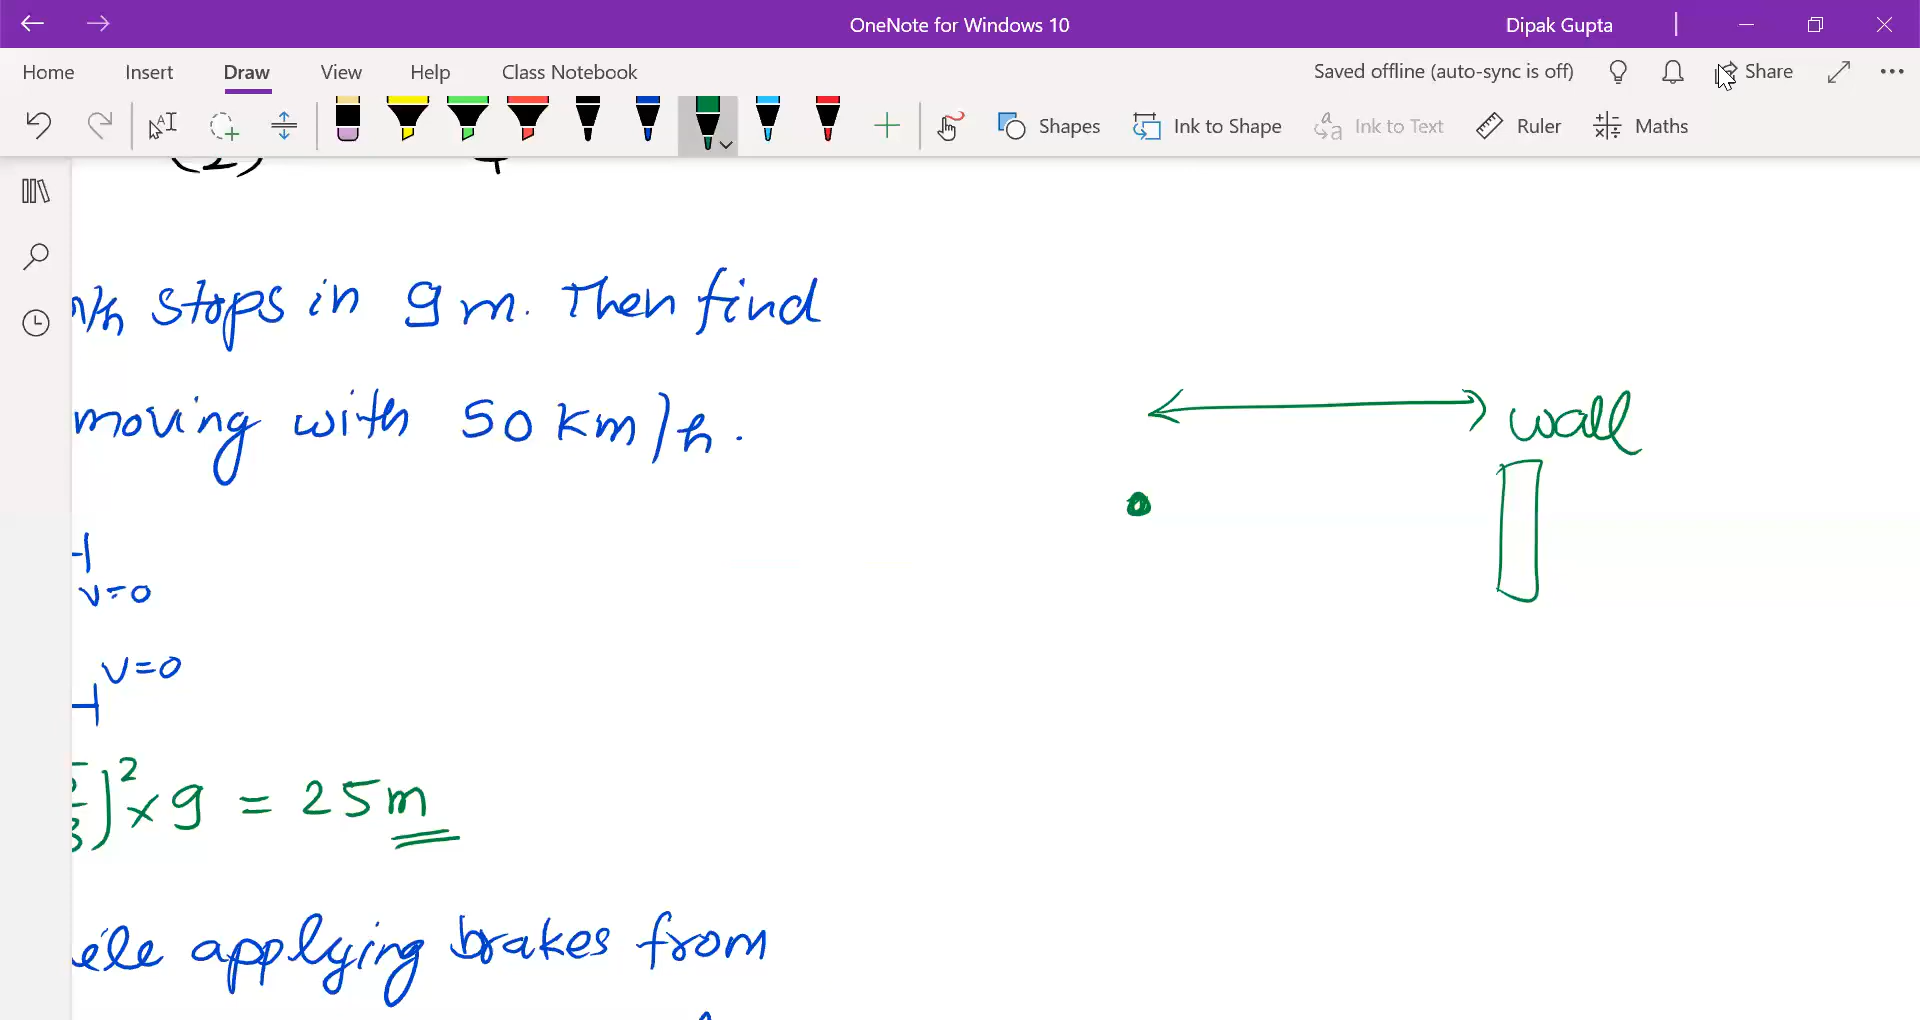 OneNote for Windows 10
Dipak Gupta
Home Insert Draw View Help Class Notebook
Saved offline (auto-sync is off) Share
Shapes Ink to Shape Ink to Text Ruler Maths
stops in 9 m. Then find
moving with 50 km/h.
wall
v=0
v=0
)² × 9 = 25 m
applying brakes from